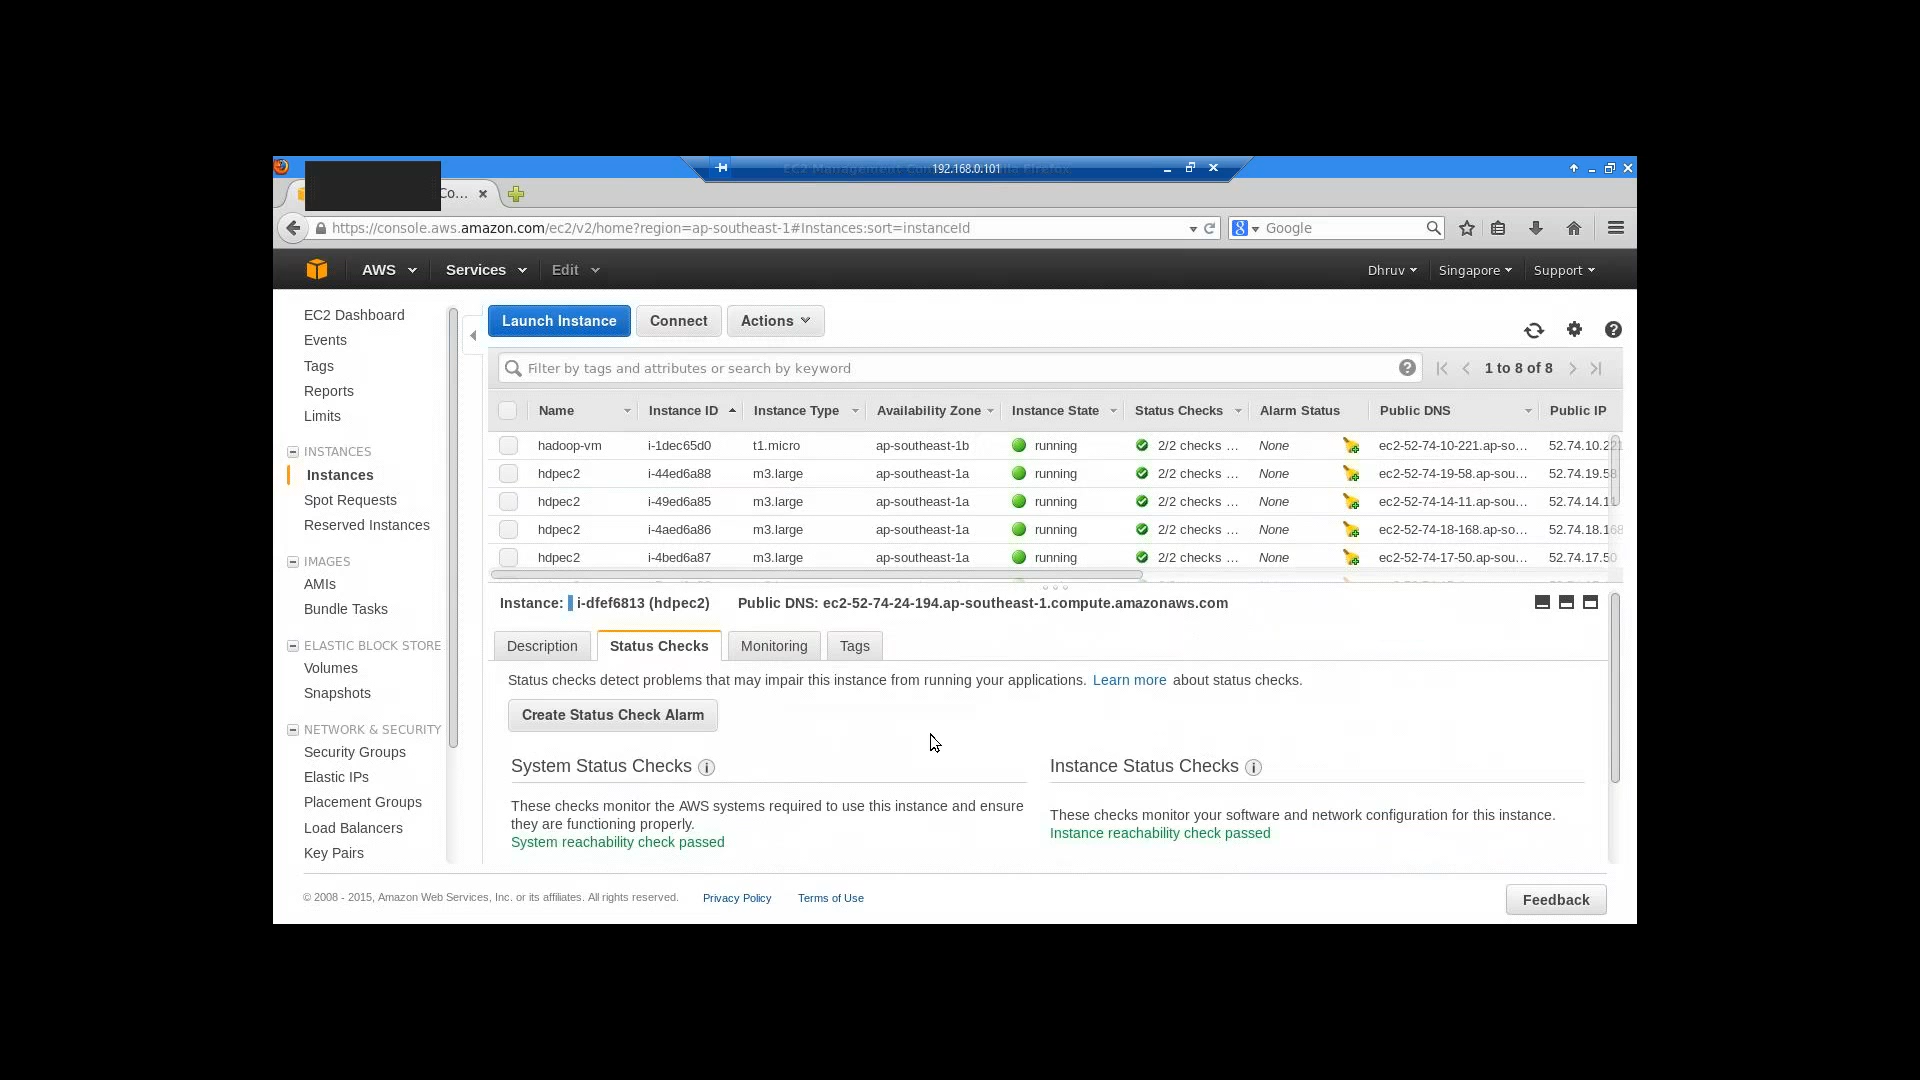 192.168.0.101
Co...
https://console.aws.amazon.com/ec2/v2/home?region=ap-southeast-1#Instances:sort=instanceId
Google
AWS Services Edit Dhruv Singapore Support
EC2 Dashboard
Events
Tags
Reports
Limits
INSTANCES
Instances
Spot Requests
Reserved Instances
IMAGES
AMIs
Bundle Tasks
ELASTIC BLOCK STORE
Volumes
Snapshots
NETWORK & SECURITY
Security Groups
Elastic IPs
Placement Groups
Load Balancers
Key Pairs
Launch Instance Connect Actions
Filter by tags and attributes or search by keyword 1 to 8 of 8
Name Instance ID Instance Type Availability Zone Instance State Status Checks Alarm Status Public DNS Public IP
hadoop-vm i-1dec65d0 t1.micro ap-southeast-1b running 2/2 checks ... None ec2-52-74-10-221.ap-so... 52.74.10.221
hdpec2 i-44ed6a88 m3.large ap-southeast-1a running 2/2 checks ... None ec2-52-74-19-58.ap-sou... 52.74.19.58
hdpec2 i-49ed6a85 m3.large ap-southeast-1a running 2/2 checks ... None ec2-52-74-14-11.ap-sou... 52.74.14.11
hdpec2 i-4aed6a86 m3.large ap-southeast-1a running 2/2 checks ... None ec2-52-74-18-168.ap-so... 52.74.18.168
hdpec2 i-4bed6a87 m3.large ap-southeast-1a running 2/2 checks ... None ec2-52-74-17-50.ap-sou... 52.74.17.50
Instance: i-dfef6813 (hdpec2) Public DNS: ec2-52-74-24-194.ap-southeast-1.compute.amazonaws.com
Description Status Checks Monitoring Tags
Status checks detect problems that may impair this instance from running your applications. Learn more about status checks.
Create Status Check Alarm
System Status Checks
These checks monitor the AWS systems required to use this instance and ensure
they are functioning properly.
System reachability check passed
Instance Status Checks
These checks monitor your software and network configuration for this instance.
Instance reachability check passed
© 2008 - 2015, Amazon Web Services, Inc. or its affiliates. All rights reserved. Privacy Policy Terms of Use
Feedback